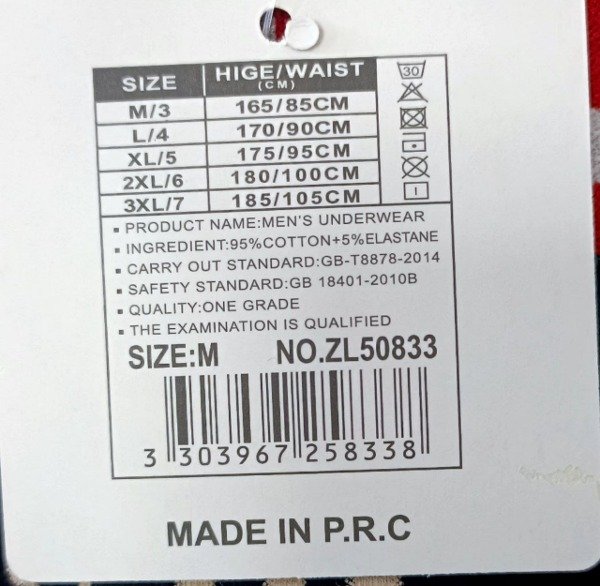 SIZE HIGE/WAIST
(CM)
M/3 165/85CM
L/4 170/90CM
XL/5 175/95CM
2XL/6 180/100CM
3XL/7 185/105CM
30
▪ PRODUCT NAME:MEN'S UNDERWEAR
▪ INGREDIENT:95%COTTON+5%ELASTANE
▪ CARRY OUT STANDARD:GB-T8878-2014
▪ SAFETY STANDARD:GB 18401-2010B
▪ QUALITY:ONE GRADE
▪ THE EXAMINATION IS QUALIFIED
SIZE:M NO.ZL50833
3 303967 258338
MADE IN P.R.C